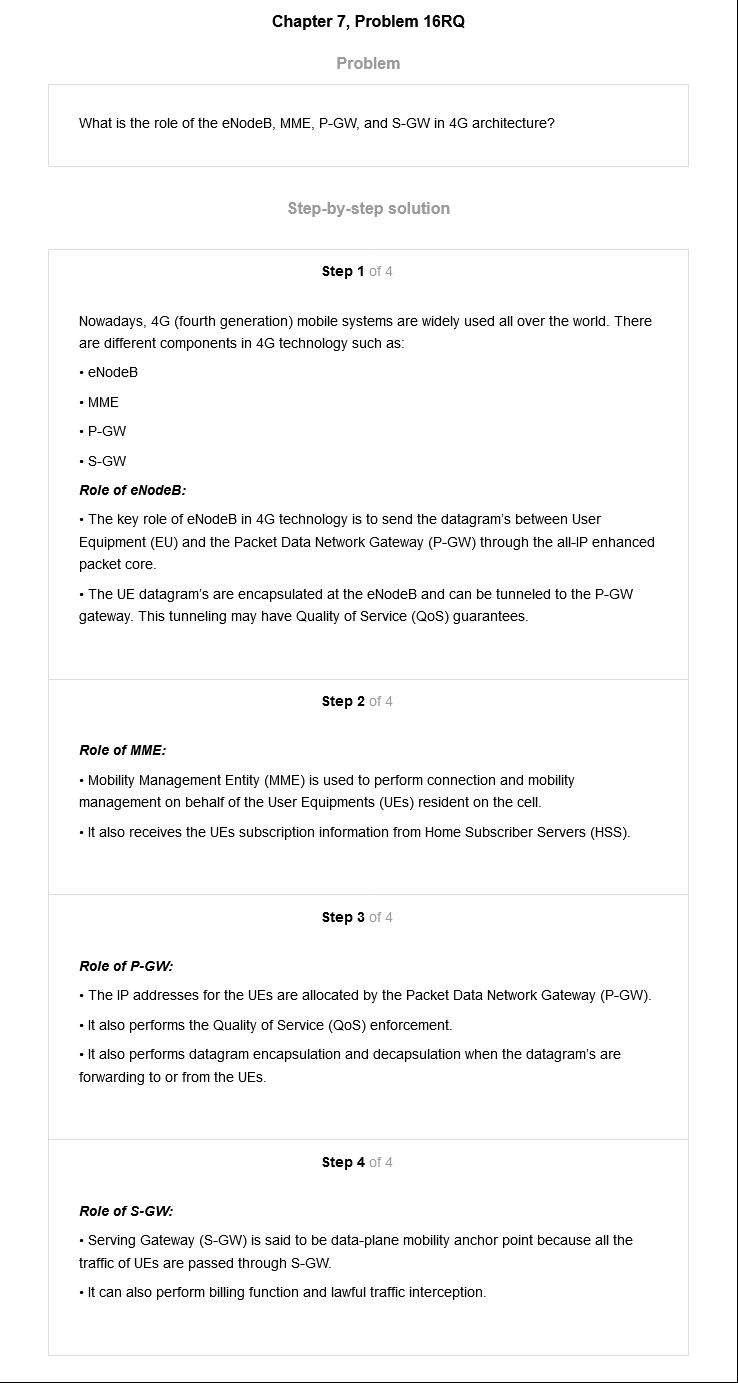 Chapter 7, Problem 16RQ
Problem
What is the role of the eNodeB, MME, P-GW, and S-GW in 4G architecture?
Step-by-step solution
Step 1 of 4
Nowadays, 4G (fourth generation) mobile systems are widely used all over the world. There
are different components in 4G technology such as:
• eNodeB
• MME
• P-GW
• S-GW
Role of eNodeB:
• The key role of eNodeB in 4G technology is to send the datagram's between User
Equipment (EU) and the Packet Data Network Gateway (P-GW) through the all-IP enhanced
packet core.
• The UE datagram's are encapsulated at the eNodeB and can be tunneled to the P-GW
gateway. This tunneling may have Quality of Service (QoS) guarantees.
Step 2 of 4
Role of MME:
• Mobility Management Entity (MME) is used to perform connection and mobility
management on behalf of the User Equipments (UEs) resident on the cell.
• It also receives the UEs subscription information from Home Subscriber Servers (HSS).
Step 3 of 4
Role of P-GW:
• The IP addresses for the UEs are allocated by the Packet Data Network Gateway (P-GW).
• It also performs the Quality of Service (QoS) enforcement.
• It also performs datagram encapsulation and decapsulation when the datagram's are
forwarding to or from the UEs.
Step 4 of 4
Role of S-GW:
• Serving Gateway (S-GW) is said to be data-plane mobility anchor point because all the
traffic of UEs are passed through S-GW.
• It can also perform billing function and lawful traffic interception.